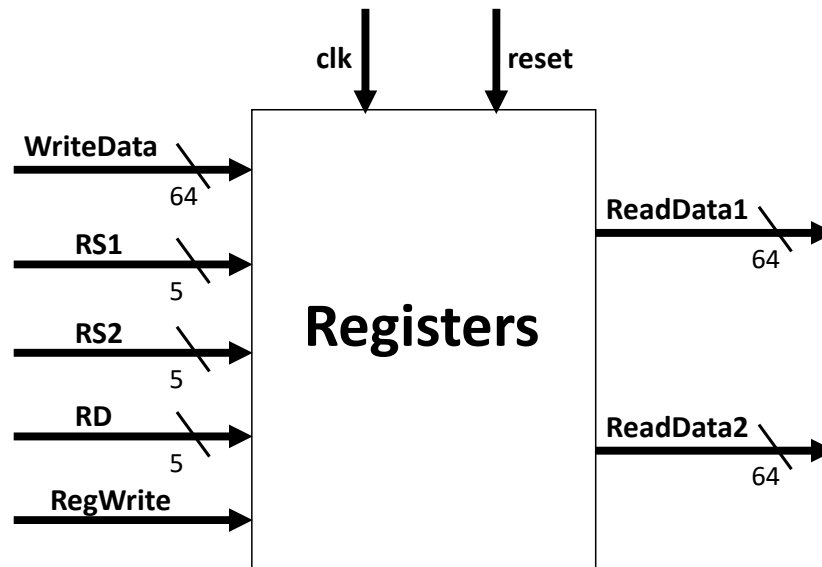 clk
reset
WriteData
64
RS1
5
RS2
5
RD
5
RegWrite
Registers
ReadData1
64
ReadData2
64